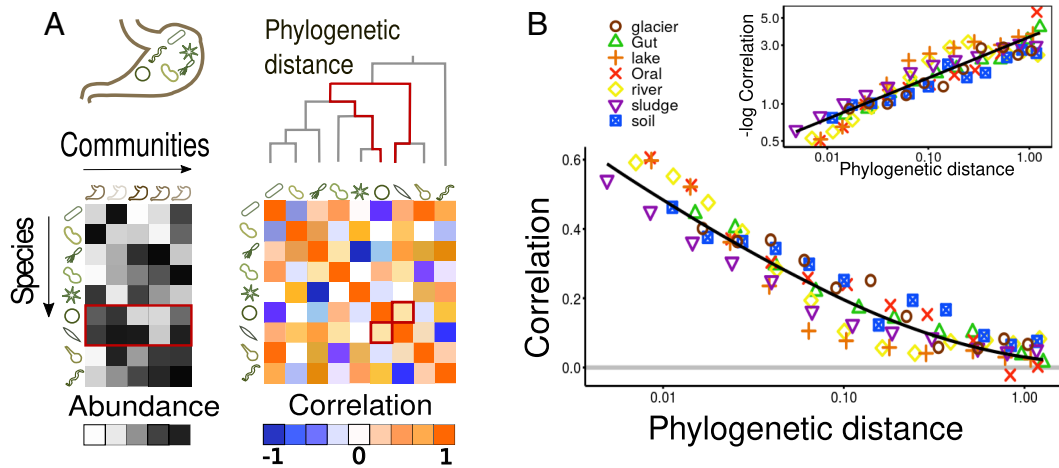 A
Phylogenetic
distance
Communities
Species
Abundance
Correlation
-1 0 1
B
glacier
Gut
lake
Oral
river
sludge
soil
-log Correlation
5.0
3.0
1.0
0.5
0.01 0.10 1.00
Phylogenetic distance
Correlation
0.6
0.4
0.2
0.0
0.01 0.10 1.00
Phylogenetic distance